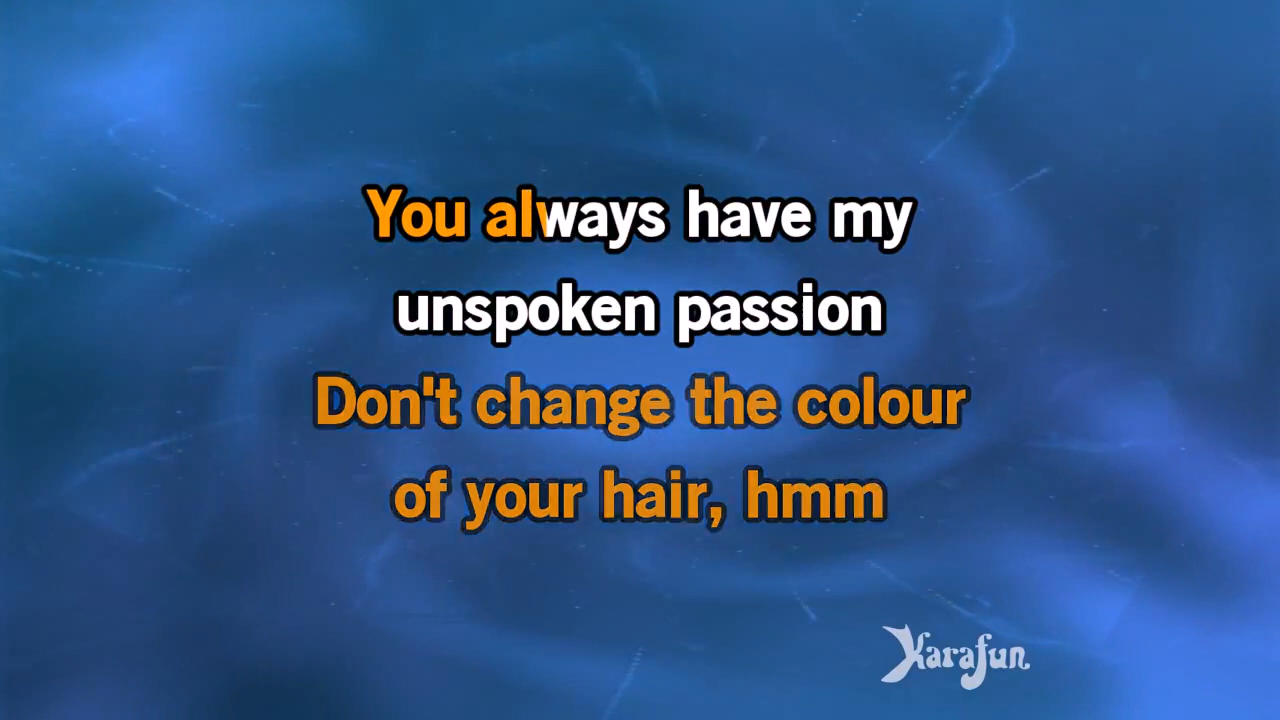 You always have my
unspoken passion
Don't change the colour
of your hair, hmm
Karafun